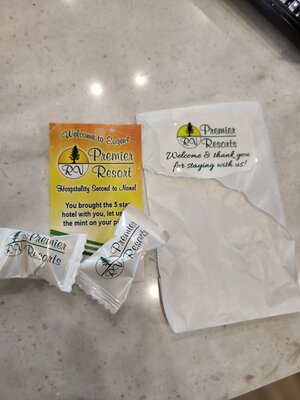 Welcome to Eugene
Premier
RV Resort
Hospitality Second to None!
You brought the 5 star
hotel with you, let us
the mint on your
Premier
RV Resorts
Welcome & thank you
for staying with us!
Premier
RV Resorts
Premier
RV Resorts